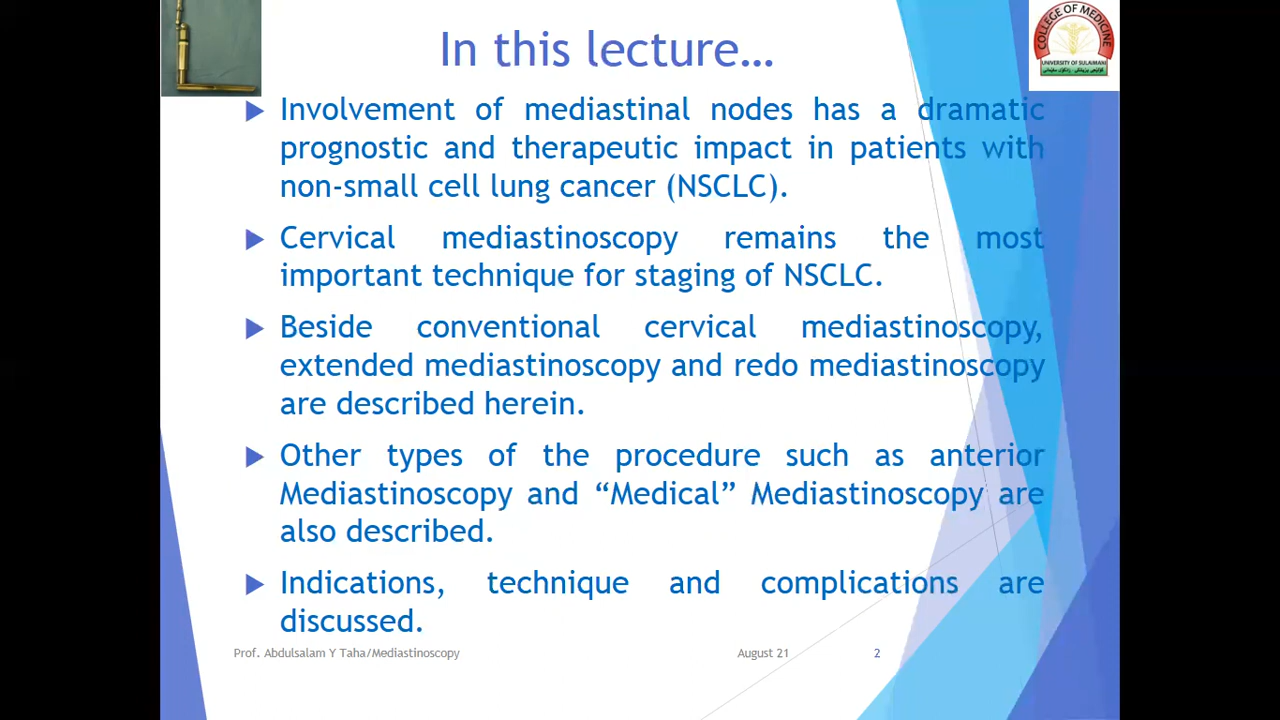 In this lecture…
COLLEGE OF MEDICINE
UNIVERSITY OF SULAIMANI
Involvement of mediastinal nodes has a dramatic
prognostic and therapeutic impact in patients with
non-small cell lung cancer (NSCLC).
Cervical mediastinoscopy remains the most
important technique for staging of NSCLC.
Beside conventional cervical mediastinoscopy,
extended mediastinoscopy and redo mediastinoscopy
are described herein.
Other types of the procedure such as anterior
Mediastinoscopy and “Medical” Mediastinoscopy are
also described.
Indications, technique and complications are
discussed.
Prof. Abdulsalam Y Taha/Mediastinoscopy
August 21
2